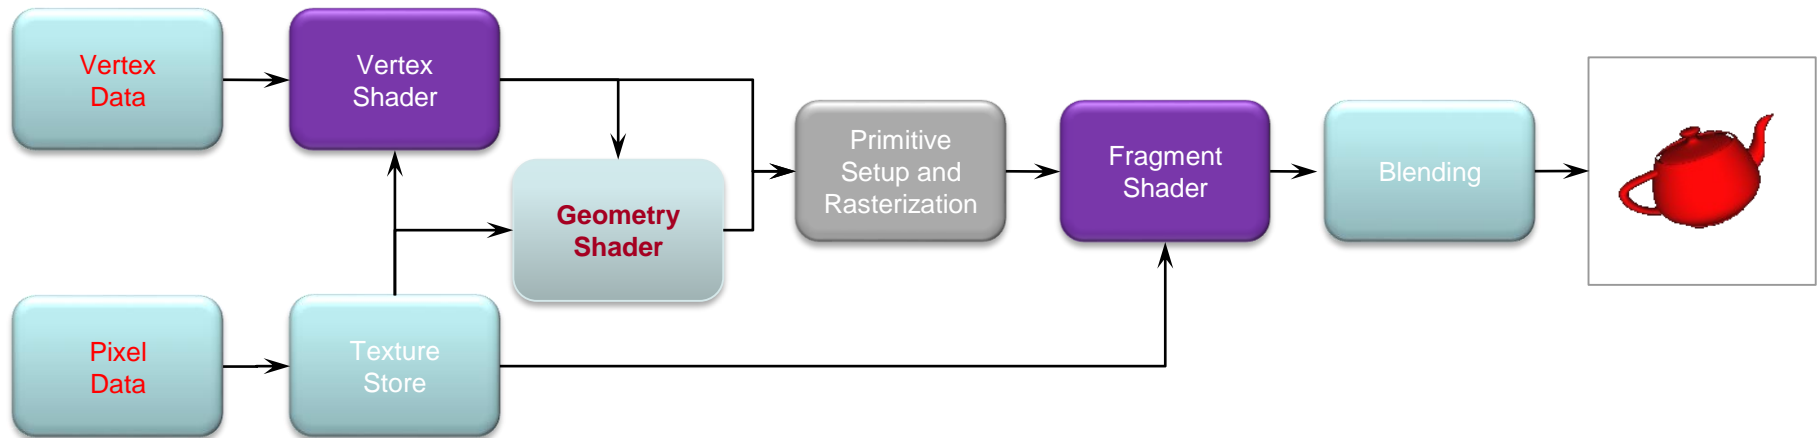 Vertex
Data
Vertex
Shader
Geometry
Shader
Primitive
Setup and
Rasterization
Fragment
Shader
Blending
Pixel
Data
Texture
Store